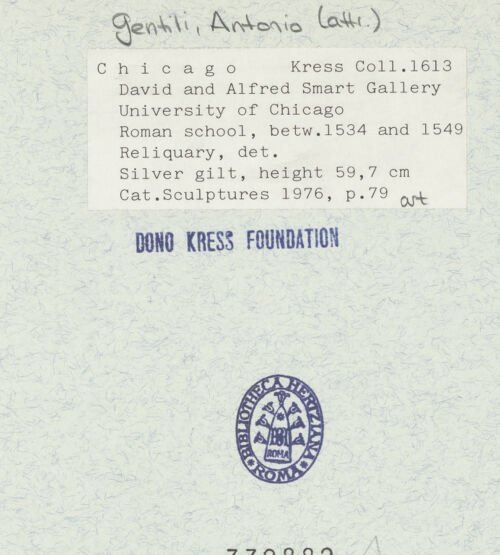 Gentili, Antonio (attr.)
Chicago Kress Coll.1613
David and Alfred Smart Gallery
University of Chicago
Roman school, betw.1534 and 1549
Reliquary, det.
Silver gilt, height 59,7 cm
Cat.Sculptures 1976, p.79 art
DONO KRESS FOUNDATION
BIBLIOTHECA HERTZIANA
ROMA
ROMA